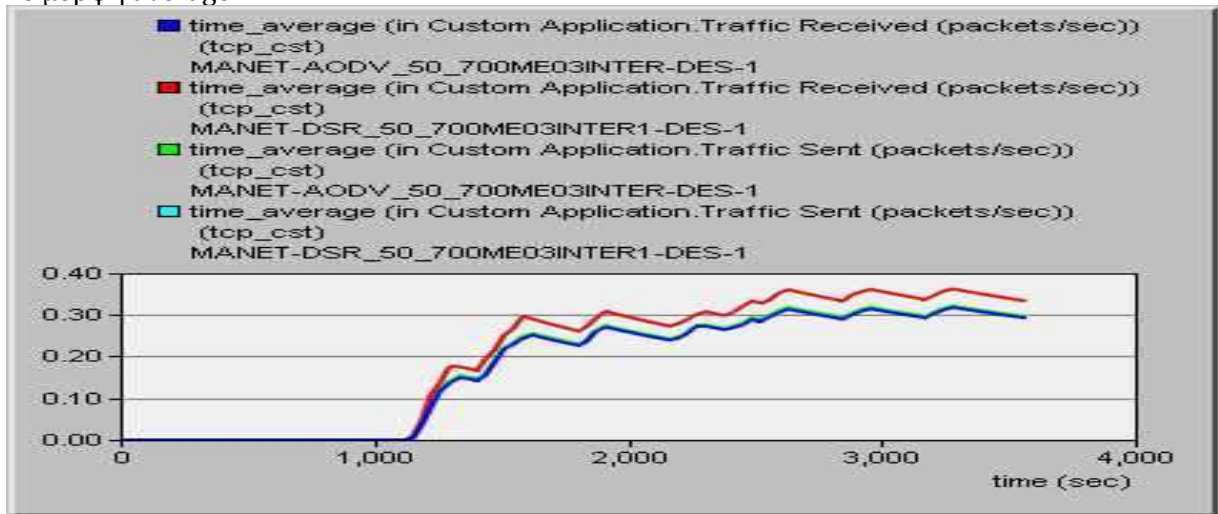 time_average (in Custom Application.Traffic Received (packets/sec))
(tcp_cst)
MANET-AODV_50_700ME03INTER-DES-1
time_average (in Custom Application.Traffic Received (packets/sec))
(tcp_cst)
MANET-DSR_50_700ME03INTER1-DES-1
time_average (in Custom Application.Traffic Sent (packets/sec))
(tcp_cst)
MANET-AODV_50_700ME03INTER-DES-1
time_average (in Custom Application.Traffic Sent (packets/sec))
(tcp_cst)
MANET-DSR_50_700ME03INTER1-DES-1
0.40
0.30
0.20
0.10
0.00
0 1,000 2,000 3,000 4,000
time (sec)